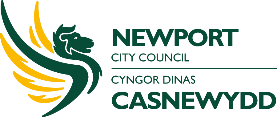 NEWPORT
CITY COUNCIL
CYNGOR DINAS
CASNEWYDD